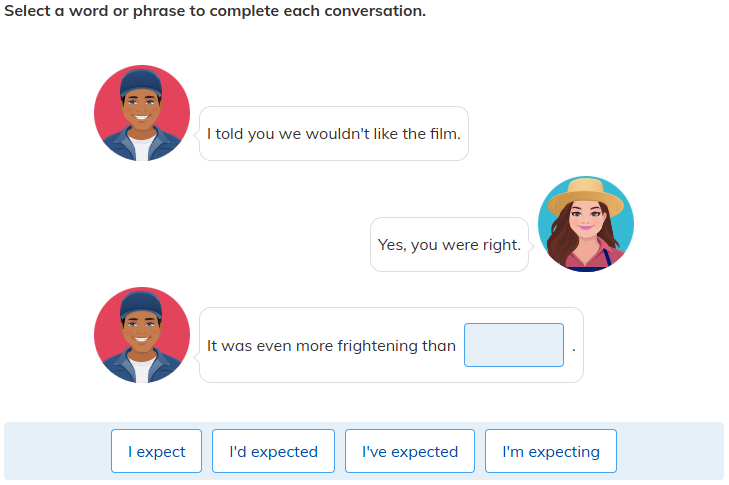 Select a word or phrase to complete each conversation.
I told you we wouldn't like the film.
Yes, you were right.
It was even more frightening than .
I expect I'd expected I've expected I'm expecting